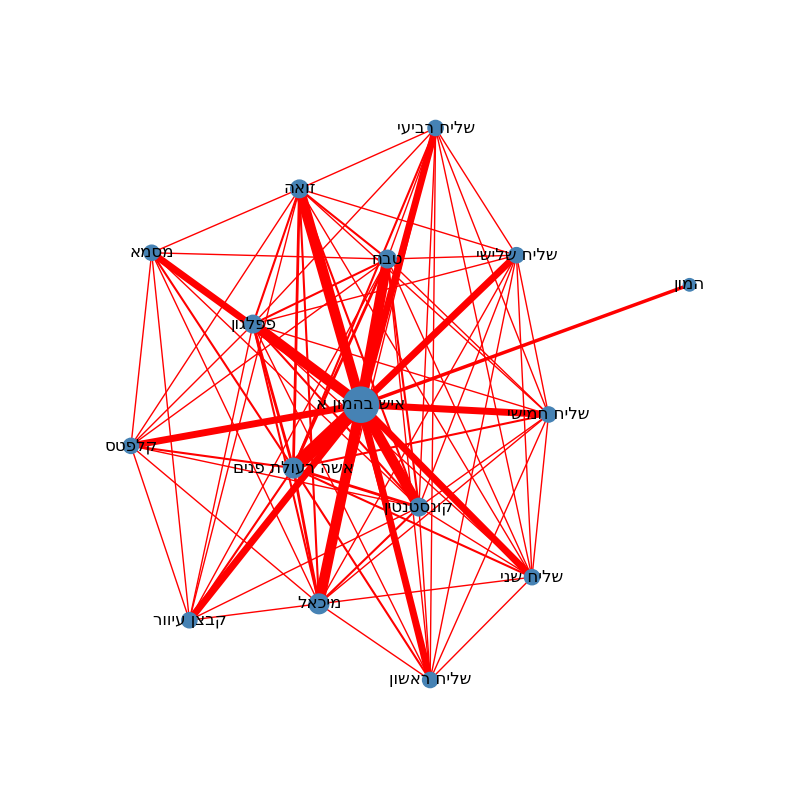 שליח רביעי
זואה
מסמא
טבח
שליח שלישי
המון
פפלגון
איש בהמון א
שליח חמישי
קלפטס
אשה רעולת פנים
קונסטנטין
שליח שני
מיכאל
קבצן עיוור
שליח ראשון